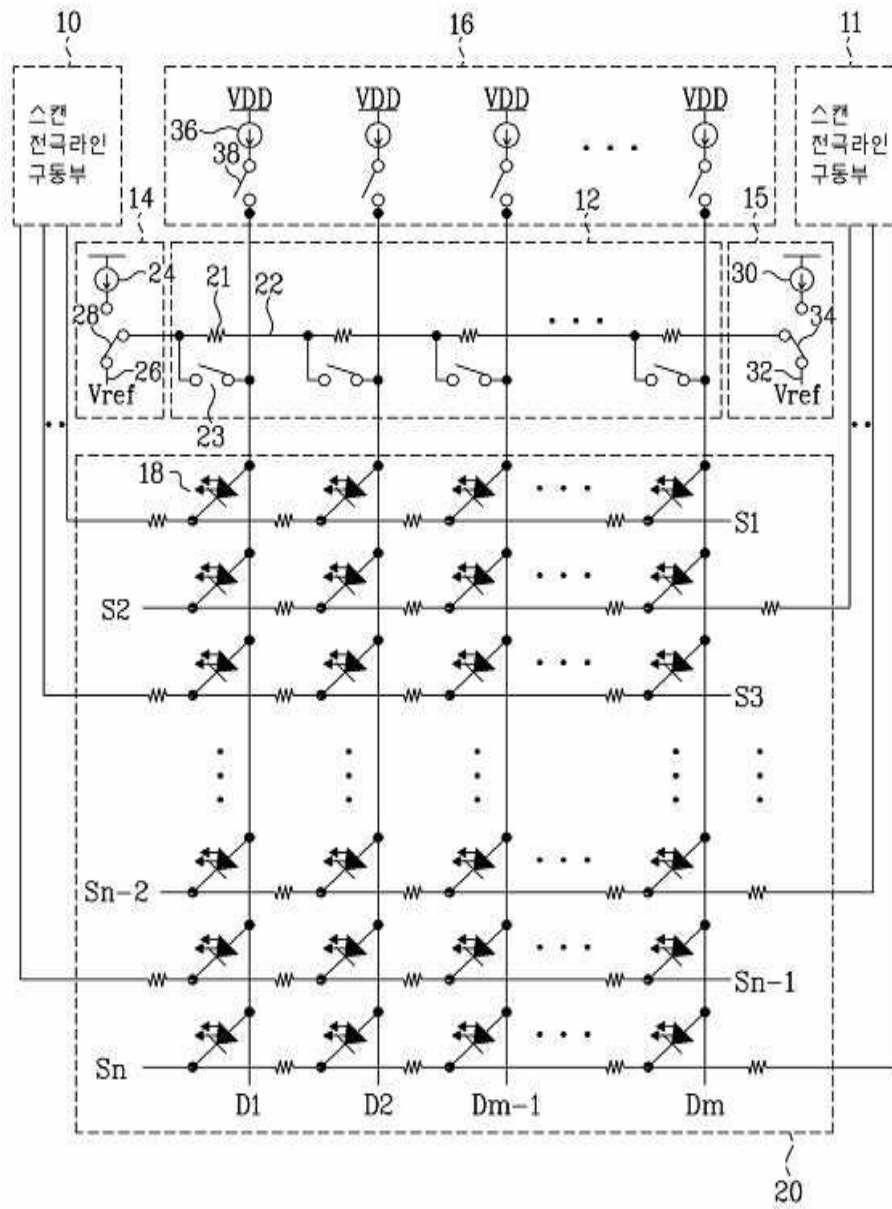 10 16 11
스캔 전극라인 구동부
VDD VDD VDD VDD
스캔 전극라인 구동부
36
38
14 12 15
24 21 22 30
28 34
26 32
Vref Vref
23
18
S1
S2
S3
Sn-2
Sn-1
Sn
D1 D2 Dm-1 Dm
20